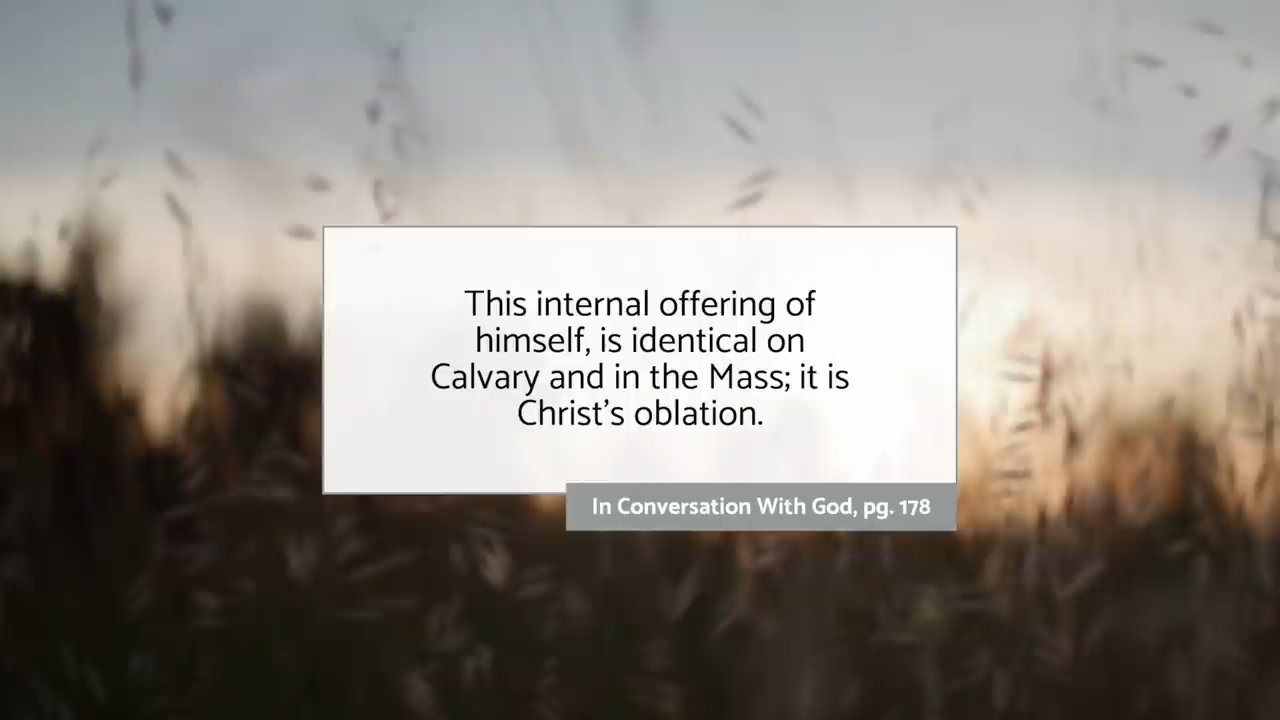 This internal offering of
himself, is identical on
Calvary and in the Mass; it is
Christ’s oblation.
In Conversation With God, pg. 178